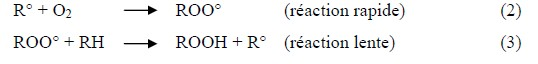 R° + O₂ ⟶ ROO° (réaction rapide) (2)
ROO° + RH ⟶ ROOH + R° (réaction lente) (3)